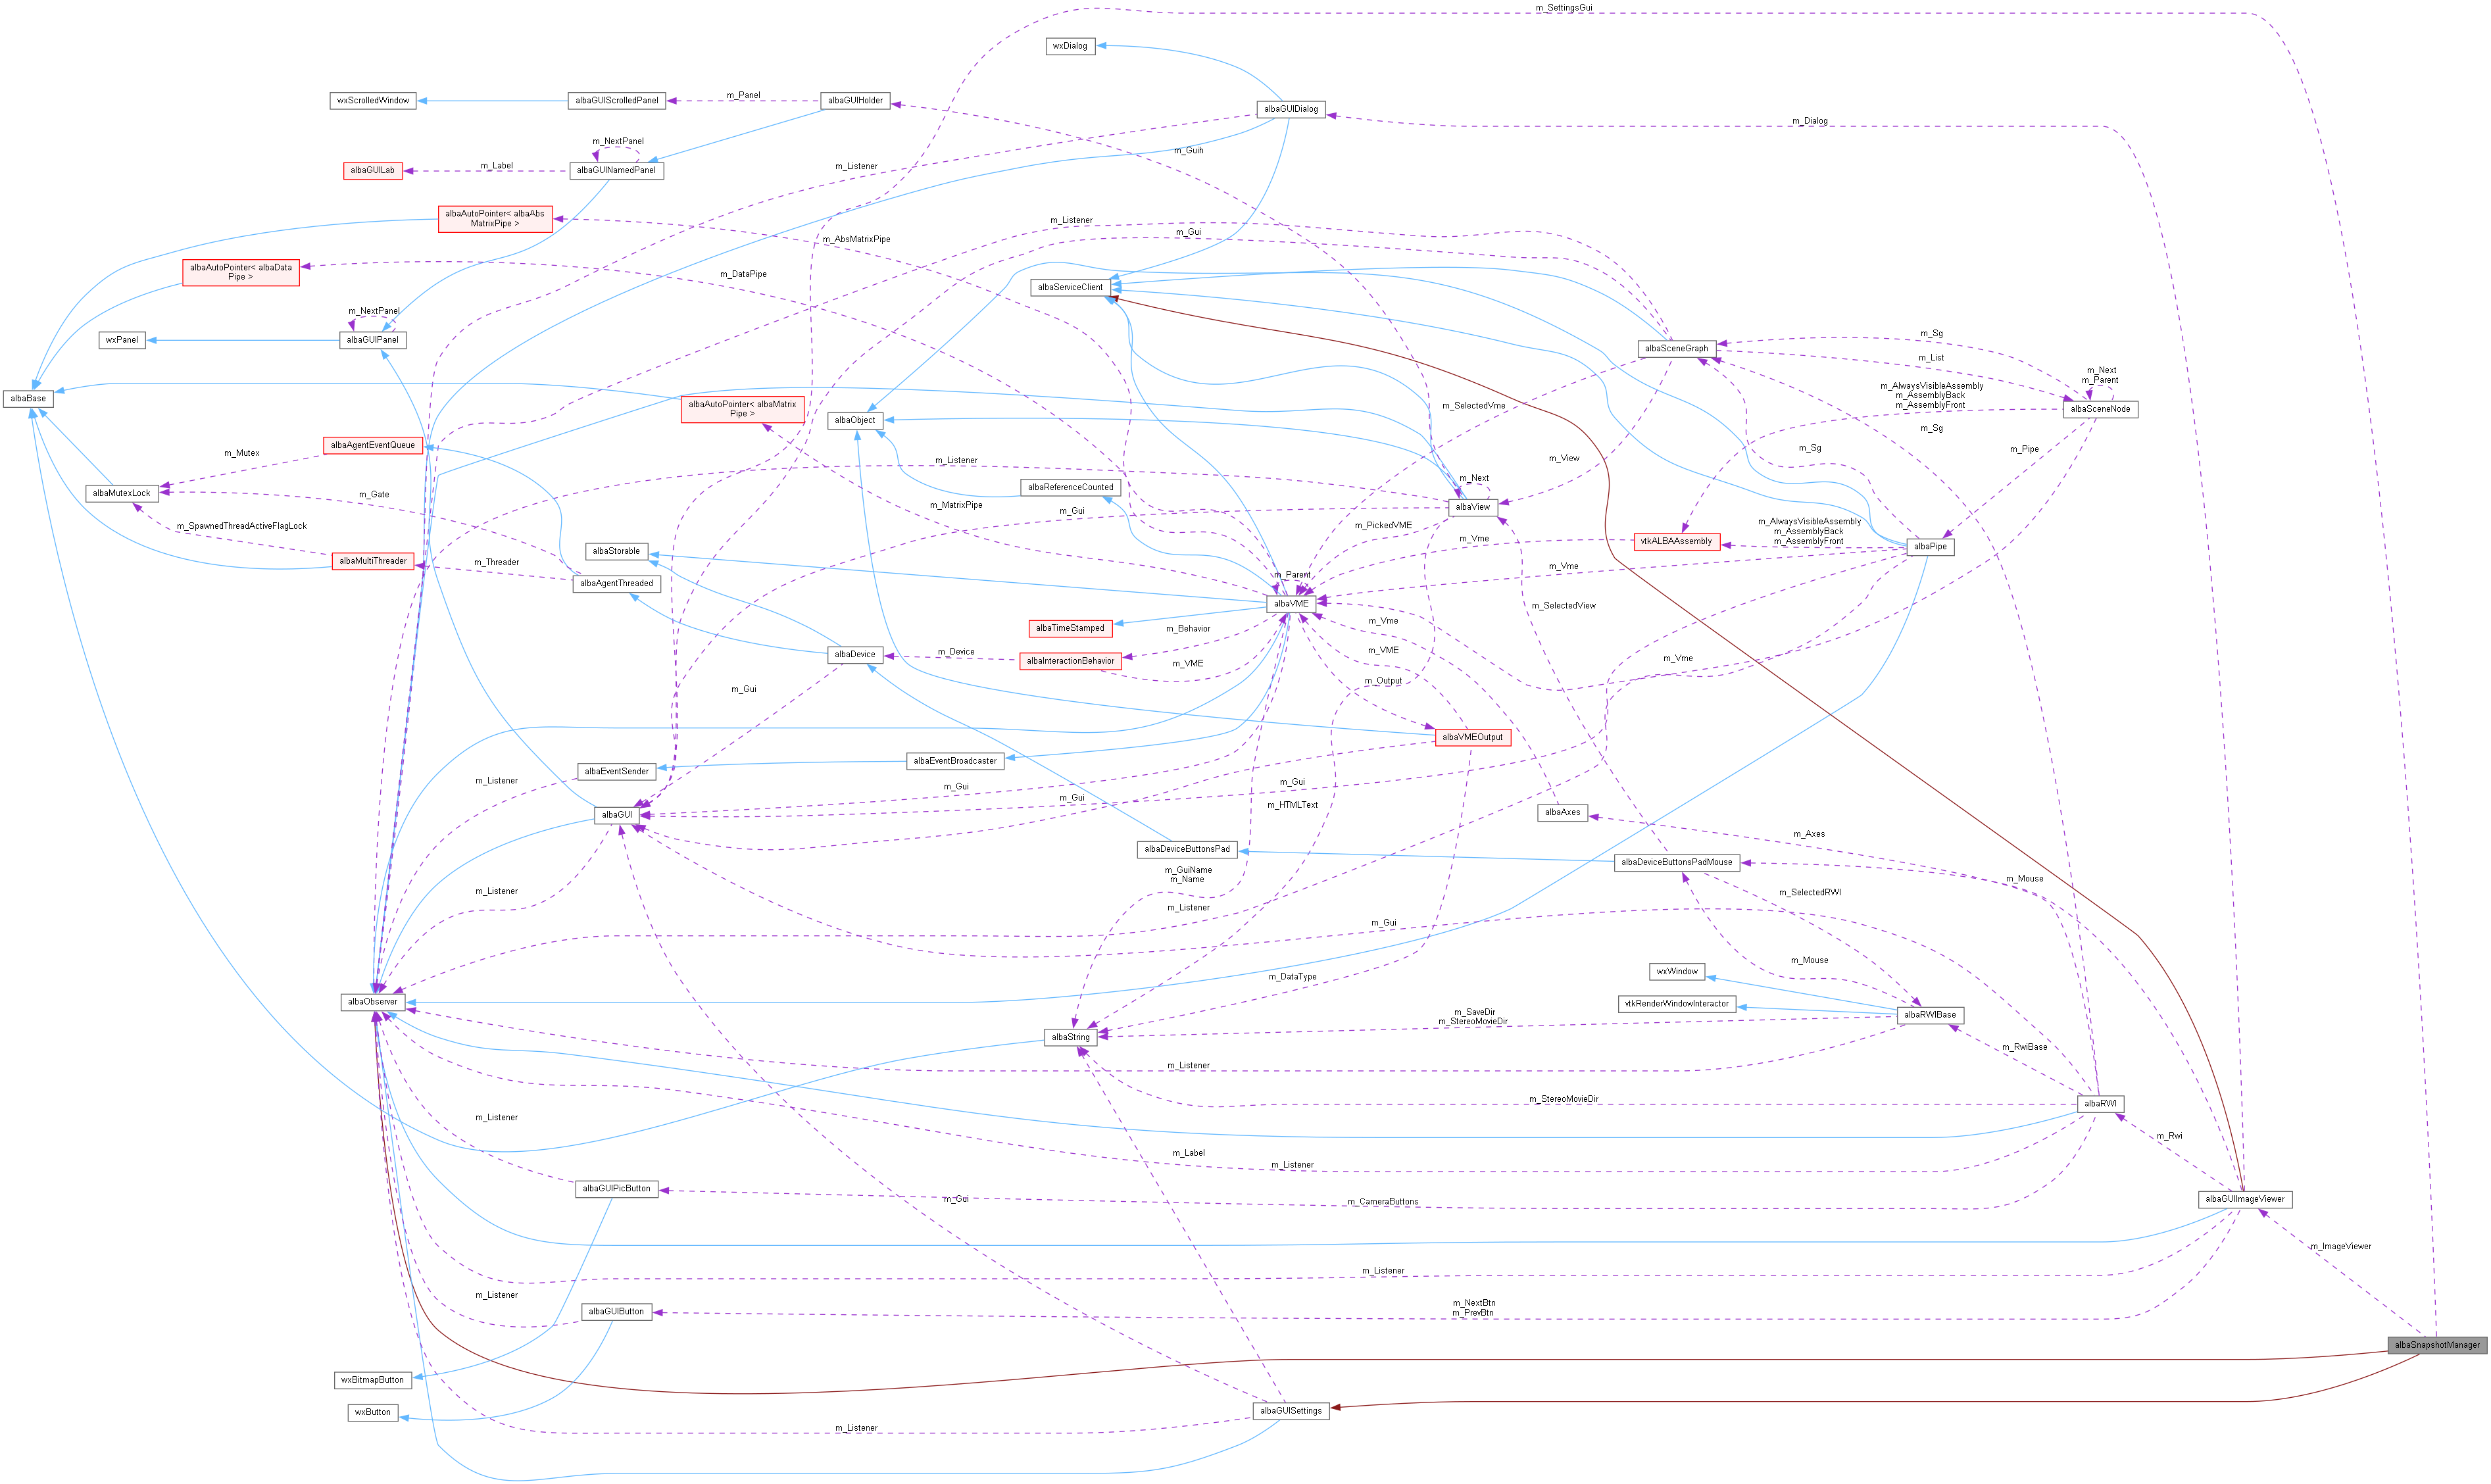 m_SettingsGui
wxDialog
wxScrolledWindow
albaGUIScrolledPanel
m_Panel
albaGUIHolder
albaGUIDialog
m_Dialog
m_NextPanel
m_Label
albaGUILab
albaGUINamedPanel
m_Listener
m_Guih
albaAutoPointer< albaAbs
MatrixPipe >
m_Listener
m_Gui
m_AbsMatrixPipe
albaAutoPointer< albaData
Pipe >
m_DataPipe
albaServiceClient
m_NextPanel
wxPanel
albaGUIPanel
m_Sg
albaSceneGraph
m_List
m_Next
m_Parent
albaBase
albaAutoPointer< albaMatrix
Pipe >
m_AlwaysVisibleAssembly
m_AssemblyBack
m_AssemblyFront
albaSceneNode
albaObject
m_SelectedVme
m_Sg
albaAgentEventQueue
m_Mutex
m_Sg
m_Pipe
m_Listener
m_View
m_Next
albaMutexLock
m_Gate
albaReferenceCounted
m_MatrixPipe
albaView
m_Gui
m_SpawnedThreadActiveFlagLock
m_PickedVME
m_AlwaysVisibleAssembly
m_AssemblyBack
m_AssemblyFront
m_Vme
vtkALBAAssembly
albaPipe
albaStorable
albaMultiThreader
m_Threader
albaAgentThreaded
m_Vme
m_Parent
albaVME
m_SelectedView
albaTimeStamped
m_Behavior
m_Vme
albaDevice
m_Device
albaInteractionBehavior
m_VME
m_VME
m_Vme
m_Gui
m_Output
albaVMEOutput
albaEventSender
albaEventBroadcaster
m_Listener
m_Gui
m_Gui
m_Gui
m_HTMLText
albaGUI
albaAxes
m_Axes
albaDeviceButtonsPad
albaDeviceButtonsPadMouse
m_GuiName
m_Name
m_Mouse
m_Listener
m_SelectedRWI
m_Listener
m_Gui
m_Mouse
wxWindow
m_DataType
albaObserver
vtkRenderWindowInteractor
m_SaveDir
m_StereoMovieDir
albaRWIBase
albaString
m_RwiBase
m_Listener
m_StereoMovieDir
albaRWI
m_Listener
m_Rwi
m_Label
m_Listener
albaGUIPicButton
m_Gui
m_CameraButtons
albaGUIImageViewer
m_ImageViewer
m_Listener
m_Listener
albaGUIButton
m_NextBtn
m_PrevBtn
albaSnapshotManager
wxBitmapButton
wxButton
albaGUISettings
m_Listener